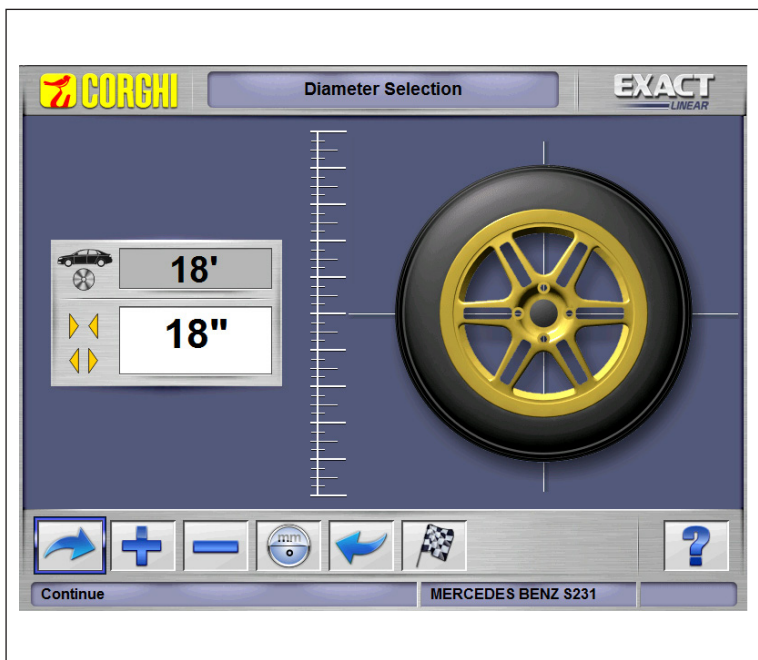 CORGHI
Diameter Selection
EXACT
LINEAR
18'
18"
mm
?
Continue
MERCEDES BENZ S231